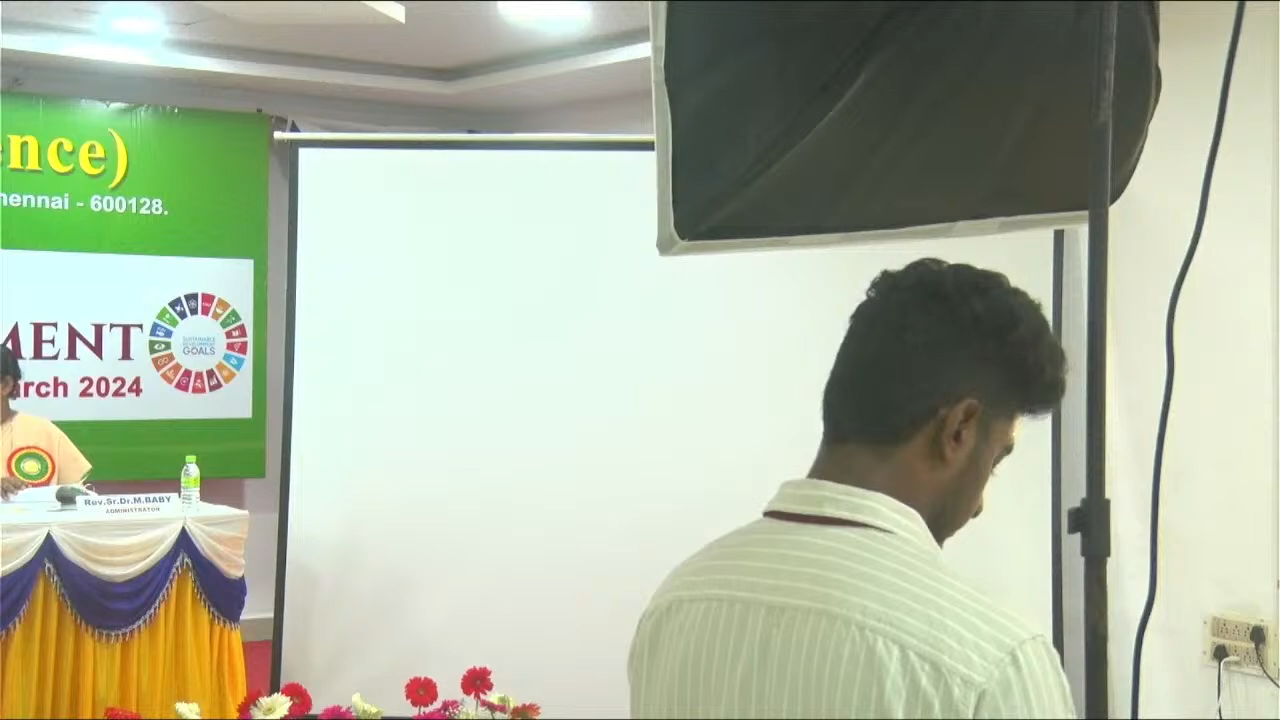 ence)
hennai - 600128.
MENT
arch 2024
SUSTAINABLE
DEVELOPMENT
GOALS
Rev.Sr.Dr.M.BABY
ADMINISTRATOR